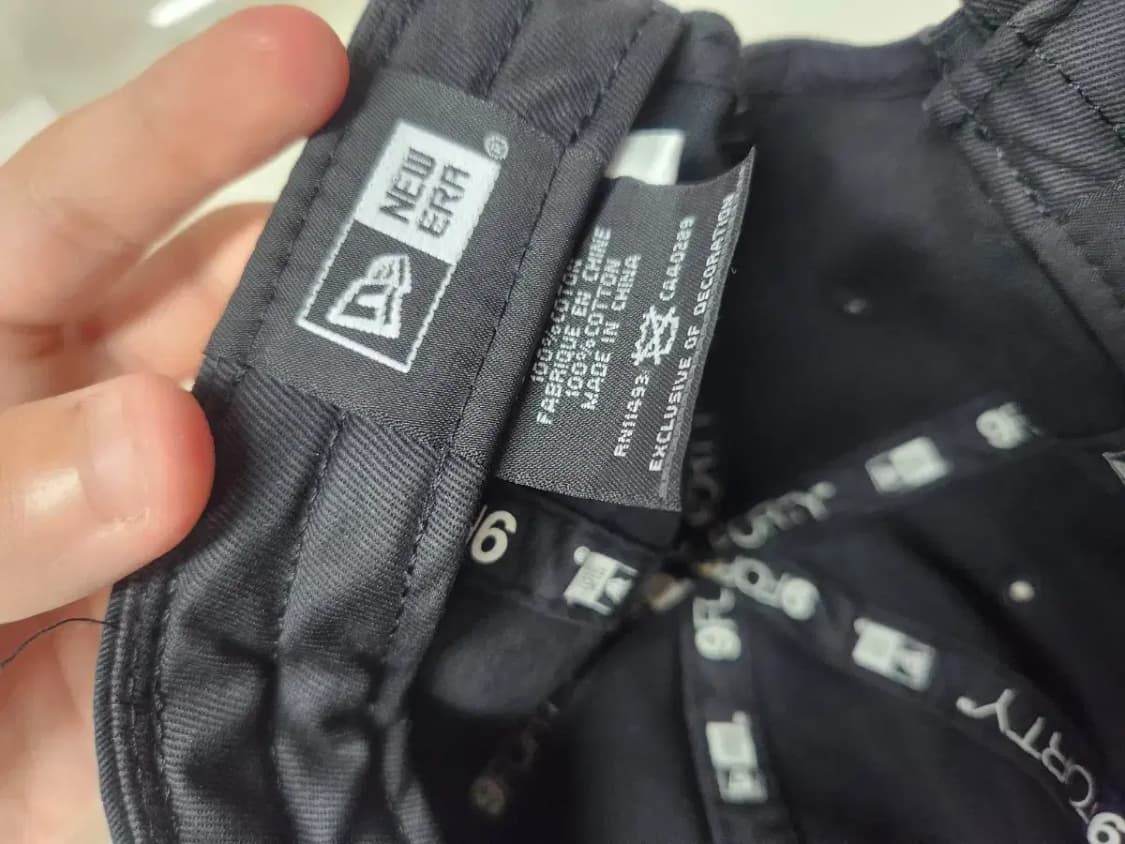 NEW
ERA
®
100%COTON
FABRIQUE EN CHINE
100%COTTON
MADE IN CHINA
RN11493 CA40289
EXCLUSIVE OF DECORATION
9FORTY